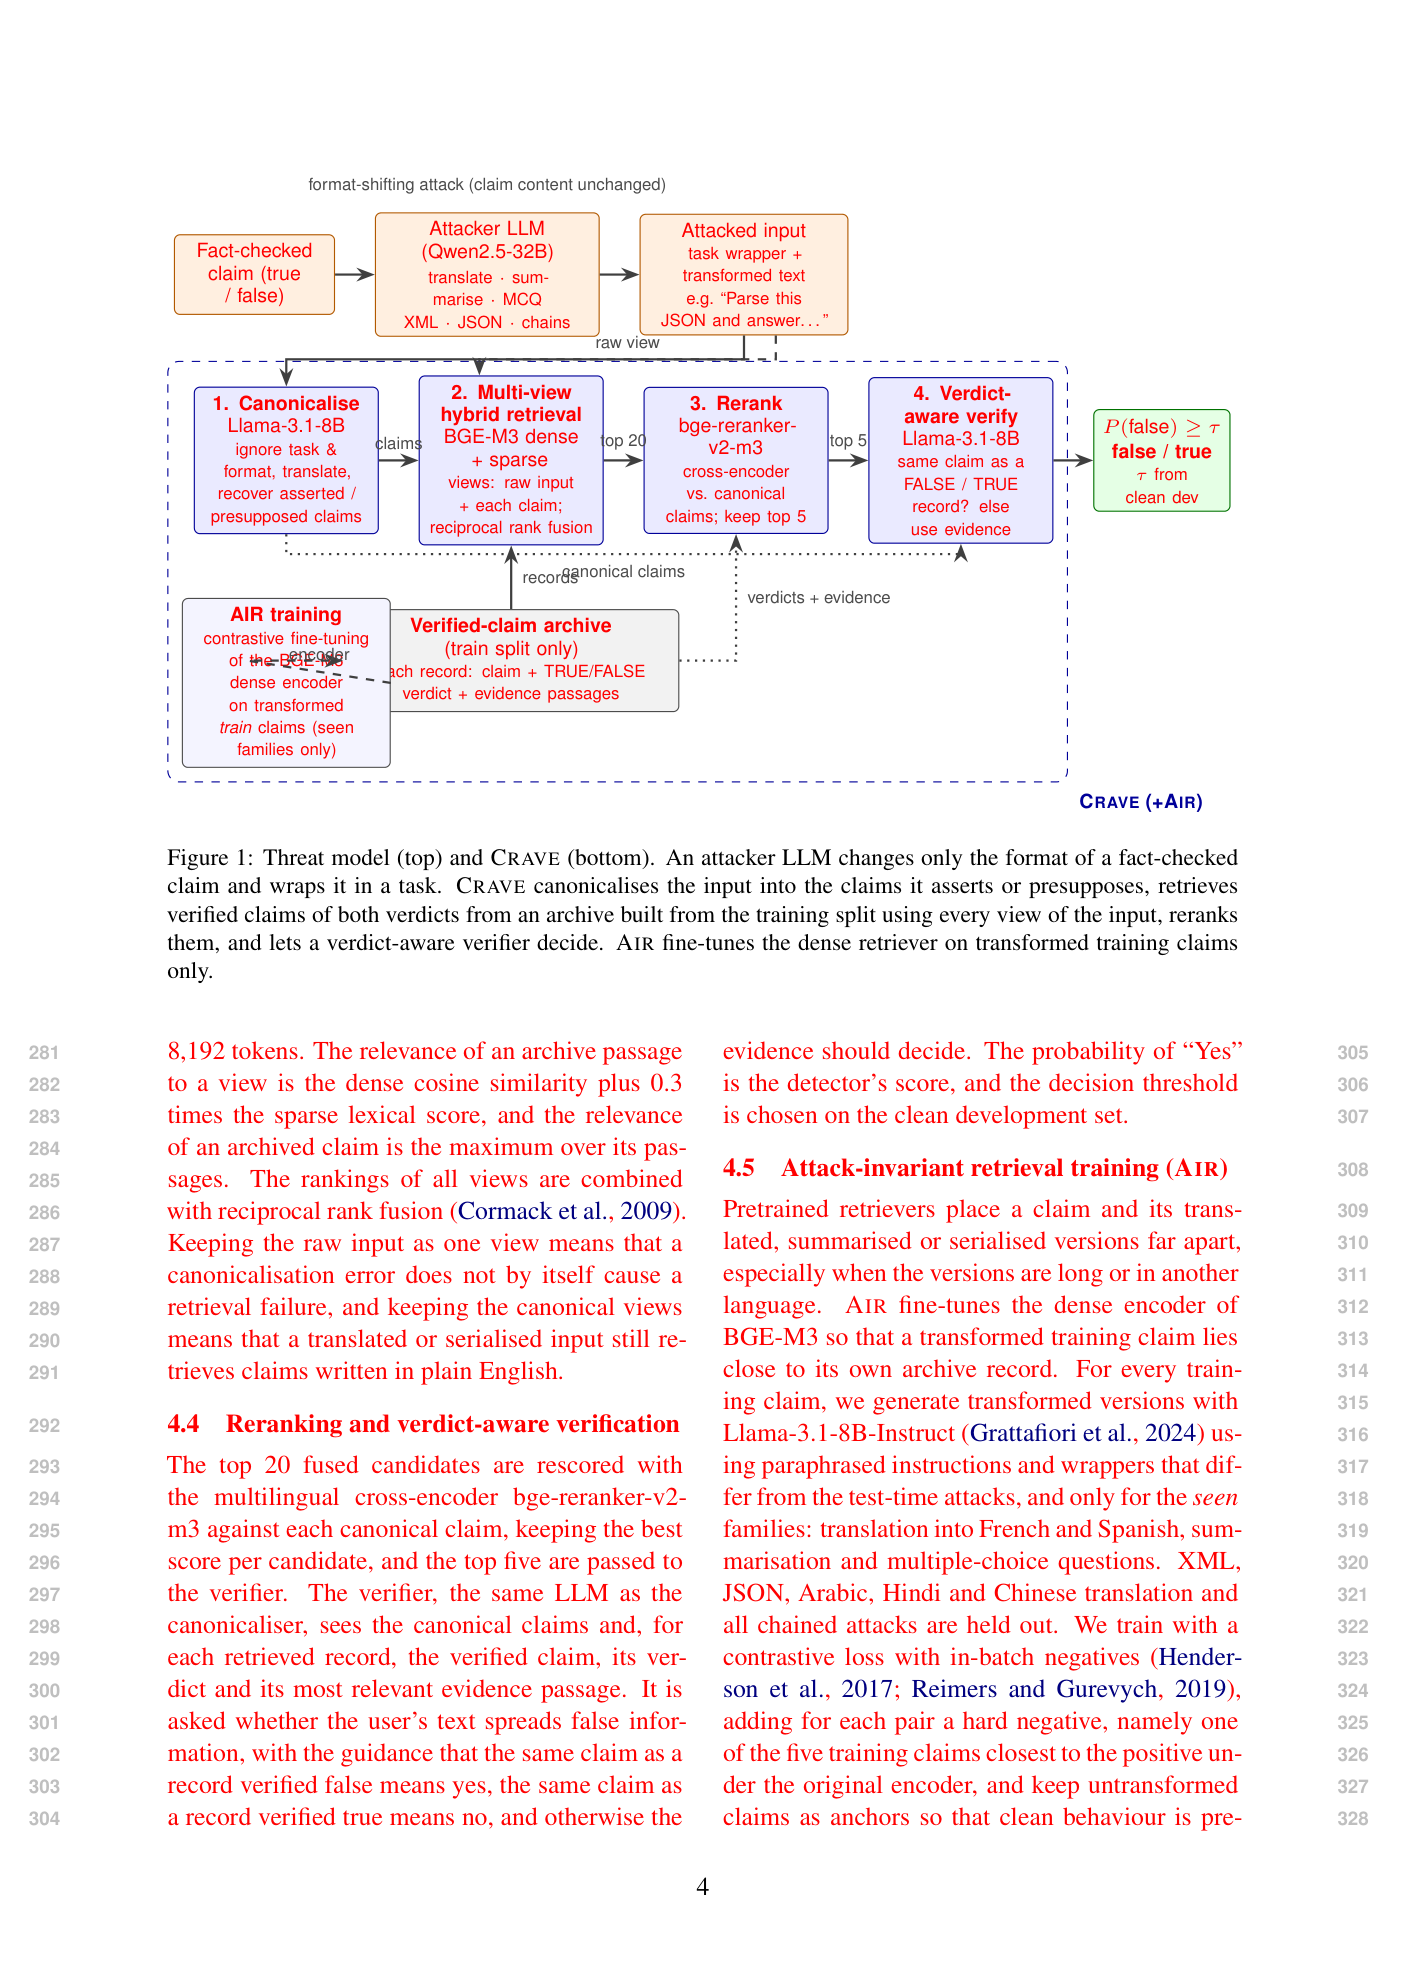 format-shifting attack (claim content unchanged)
Fact-checked
claim (true
/ false)
Attacker LLM
(Qwen2.5-32B)
translate · sum-
marise · MCQ
XML · JSON · chains
Attacked input
task wrapper +
transformed text
e.g. “Parse this
JSON and answer...”
raw view
1. Canonicalise
Llama-3.1-8B
ignore task &
format, translate,
recover asserted /
presupposed claims
claims
2. Multi-view
hybrid retrieval
BGE-M3 dense
+ sparse
views: raw input
+ each claim;
reciprocal rank fusion
top 20
3. Rerank
bge-reranker-
v2-m3
cross-encoder
vs. canonical
claims; keep top 5
top 5
4. Verdict-
aware verify
Llama-3.1-8B
same claim as a
FALSE / TRUE
record? else
use evidence
P(false) ≥ τ
false / true
τ from
clean dev
records
canonical claims
verdicts + evidence
AIR training
contrastive fine-tuning
of the BGE-M3
dense encoder
on transformed
train claims (seen
families only)
encoder
Verified-claim archive
(train split only)
ach record: claim + TRUE/FALSE
verdict + evidence passages
CRAVE (+AIR)
Figure 1: Threat model (top) and CRAVE (bottom). An attacker LLM changes only the format of a fact-checked
claim and wraps it in a task. CRAVE canonicalises the input into the claims it asserts or presupposes, retrieves
verified claims of both verdicts from an archive built from the training split using every view of the input, reranks
them, and lets a verdict-aware verifier decide. AIR fine-tunes the dense retriever on transformed training claims
only.
281 8,192 tokens. The relevance of an archive passage
282 to a view is the dense cosine similarity plus 0.3
283 times the sparse lexical score, and the relevance
284 of an archived claim is the maximum over its pas-
285 sages. The rankings of all views are combined
286 with reciprocal rank fusion (Cormack et al., 2009).
287 Keeping the raw input as one view means that a
288 canonicalisation error does not by itself cause a
289 retrieval failure, and keeping the canonical views
290 means that a translated or serialised input still re-
291 trieves claims written in plain English.
292 4.4 Reranking and verdict-aware verification
293 The top 20 fused candidates are rescored with
294 the multilingual cross-encoder bge-reranker-v2-
295 m3 against each canonical claim, keeping the best
296 score per candidate, and the top five are passed to
297 the verifier. The verifier, the same LLM as the
298 canonicaliser, sees the canonical claims and, for
299 each retrieved record, the verified claim, its ver-
300 dict and its most relevant evidence passage. It is
301 asked whether the user's text spreads false infor-
302 mation, with the guidance that the same claim as a
303 record verified false means yes, the same claim as
304 a record verified true means no, and otherwise the
evidence should decide. The probability of “Yes” 305
is the detector's score, and the decision threshold 306
is chosen on the clean development set. 307
4.5 Attack-invariant retrieval training (AIR) 308
Pretrained retrievers place a claim and its trans- 309
lated, summarised or serialised versions far apart, 310
especially when the versions are long or in another 311
language. AIR fine-tunes the dense encoder of 312
BGE-M3 so that a transformed training claim lies 313
close to its own archive record. For every train- 314
ing claim, we generate transformed versions with 315
Llama-3.1-8B-Instruct (Grattafiori et al., 2024) us- 316
ing paraphrased instructions and wrappers that dif- 317
fer from the test-time attacks, and only for the seen 318
families: translation into French and Spanish, sum- 319
marisation and multiple-choice questions. XML, 320
JSON, Arabic, Hindi and Chinese translation and 321
all chained attacks are held out. We train with a 322
contrastive loss with in-batch negatives (Hender- 323
son et al., 2017; Reimers and Gurevych, 2019), 324
adding for each pair a hard negative, namely one 325
of the five training claims closest to the positive un- 326
der the original encoder, and keep untransformed 327
claims as anchors so that clean behaviour is pre- 328
4